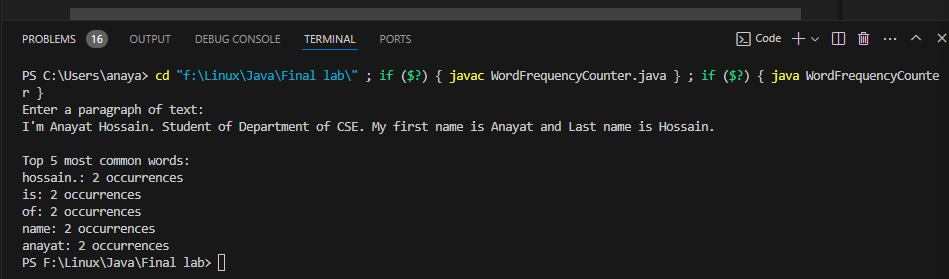 PROBLEMS 16 OUTPUT DEBUG CONSOLE TERMINAL PORTS Code
PS C:\Users\anaya> cd "f:\Linux\Java\Final lab\" ; if ($?) { javac WordFrequencyCounter.java } ; if ($?) { java WordFrequencyCounte
r }
Enter a paragraph of text:
I'm Anayat Hossain. Student of Department of CSE. My first name is Anayat and Last name is Hossain.
Top 5 most common words:
hossain.: 2 occurrences
is: 2 occurrences
of: 2 occurrences
name: 2 occurrences
anayat: 2 occurrences
PS F:\Linux\Java\Final lab>